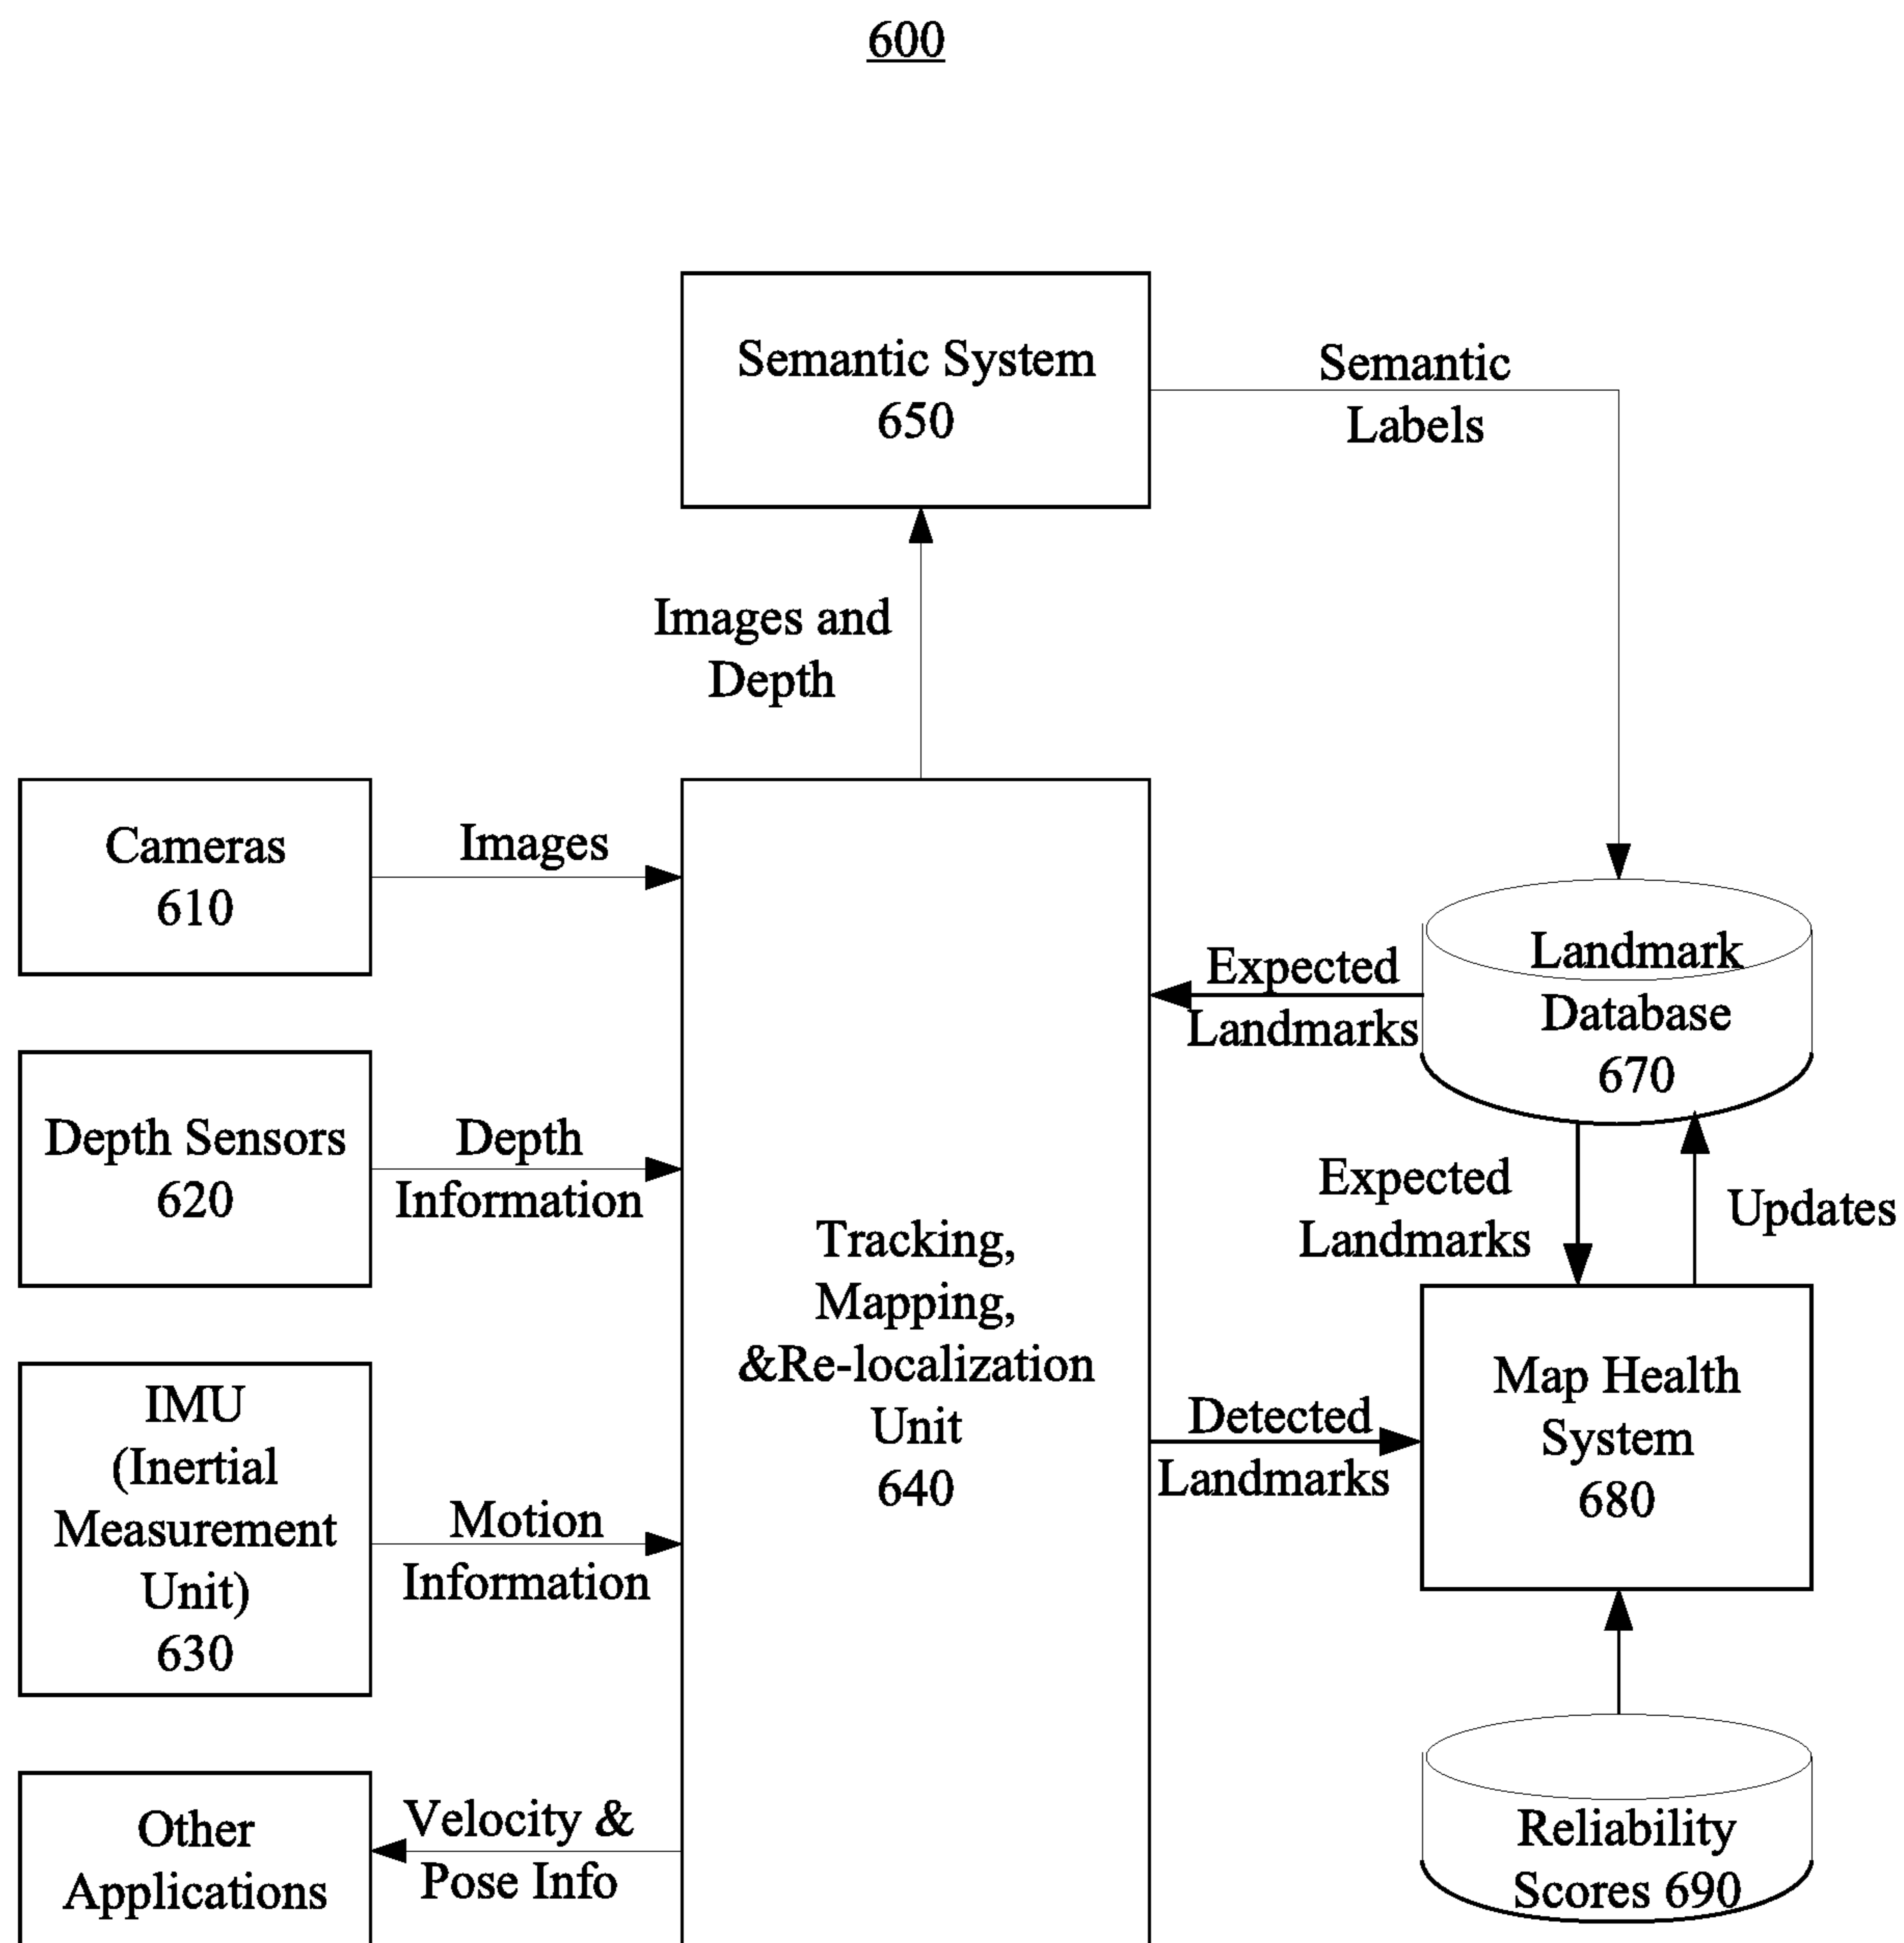 600
Semantic System
650
Semantic
Labels
Images and
Depth
Cameras
610
Images
Depth Sensors
620
Depth
Information
IMU
(Inertial
Measurement
Unit)
630
Motion
Information
Other
Applications
Velocity &
Pose Info
Tracking,
Mapping,
&Re-localization
Unit
640
Expected
Landmarks
Landmark
Database
670
Expected
Landmarks
Updates
Detected
Landmarks
Map Health
System
680
Reliability
Scores 690